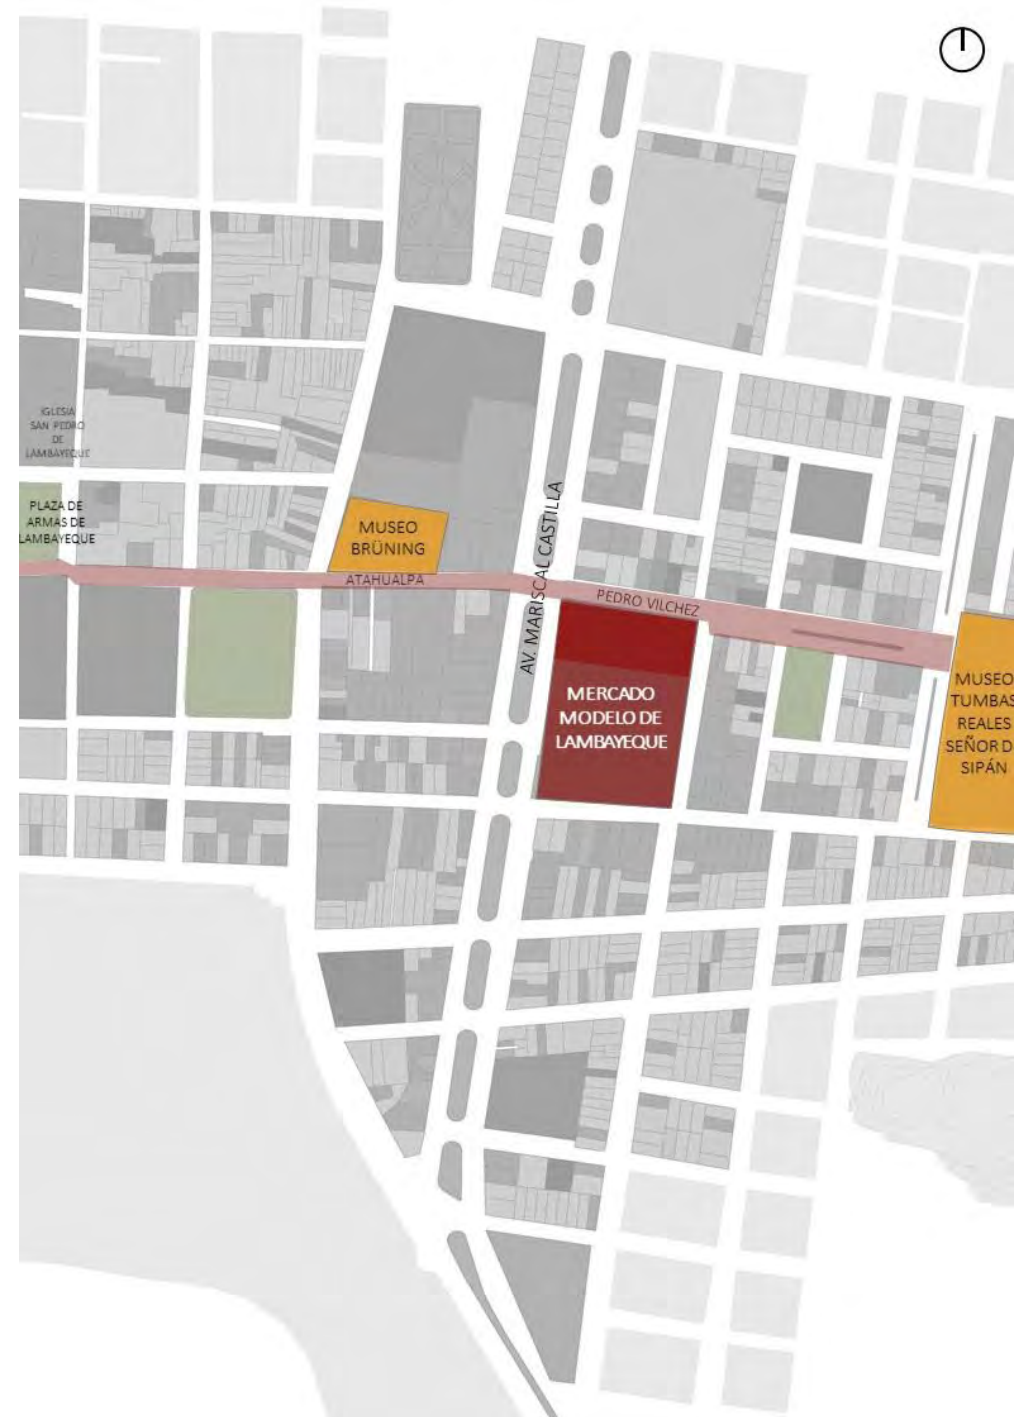 IGLESIA
SAN PEDRO
DE
LAMBAYEQUE
PLAZA DE
ARMAS DE
LAMBAYEQUE
MUSEO
BRÜNING
ATAHUALPA
AV. MARISCAL CASTILLA
PEDRO VILCHEZ
MERCADO
MODELO DE
LAMBAYEQUE
MUSEO
TUMBAS
REALES
SEÑOR D
SIPÁN